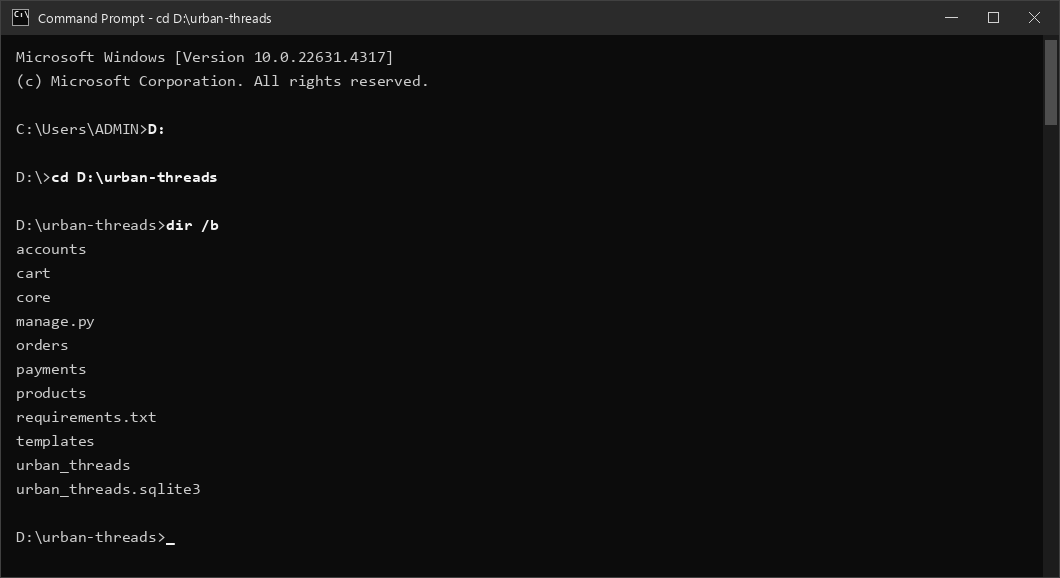 Command Prompt - cd D:\urban-threads
Microsoft Windows [Version 10.0.22631.4317]
(c) Microsoft Corporation. All rights reserved.
C:\Users\ADMIN>D:
D:\>cd D:\urban-threads
D:\urban-threads>dir /b
accounts
cart
core
manage.py
orders
payments
products
requirements.txt
templates
urban_threads
urban_threads.sqlite3
D:\urban-threads>_